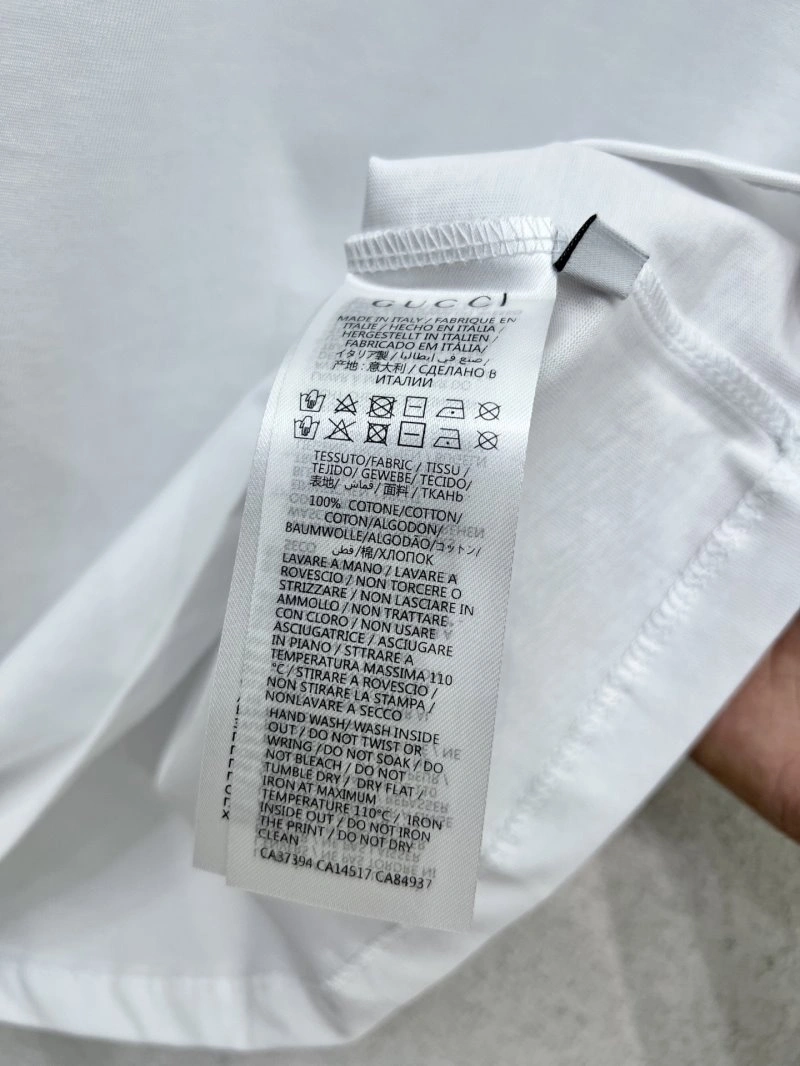 GUCCI
MADE IN ITALY / FABRIQUE EN
ITALIE / HECHO EN ITALIA /
HERGESTELLT IN ITALIEN /
FABRICADO EM ITÁLIA/
イタリア製 / صنع في إيطاليا /
产地: 意大利 / СДЕЛАНО В
ИТАЛИИ
TESSUTO/FABRIC / TISSU /
TEJIDO/ GEWEBE/ TECIDO/
表地/ قماش / 面料 / ТКАНЬ
100% COTONE/COTTON/
COTON/ALGODON/
BAUMWOLLE/ALGODÃO/コットン/
قطن/棉/ХЛОПОК
LAVARE A MANO / LAVARE A
ROVESCIO / NON TORCERE O
STRIZZARE / NON LASCIARE IN
AMMOLLO / NON TRATTARE
CON CLORO / NON USARE
ASCIUGATRICE / ASCIUGARE
IN PIANO / STTRARE A
TEMPERATURA MASSIMA 110
°C / STIRARE A ROVESCIO /
NON STIRARE LA STAMPA /
NONLAVARE A SECCO
HAND WASH/ WASH INSIDE
OUT / DO NOT TWIST OR
WRING / DO NOT SOAK / DO
NOT BLEACH / DO NOT
TUMBLE DRY / DRY FLAT /
IRON AT MAXIMUM
TEMPERATURE 110°C / IRON
INSIDE OUT / DO NOT IRON
THE PRINT / DO NOT DRY
CLEAN
CA37394 CA14517 CA84937